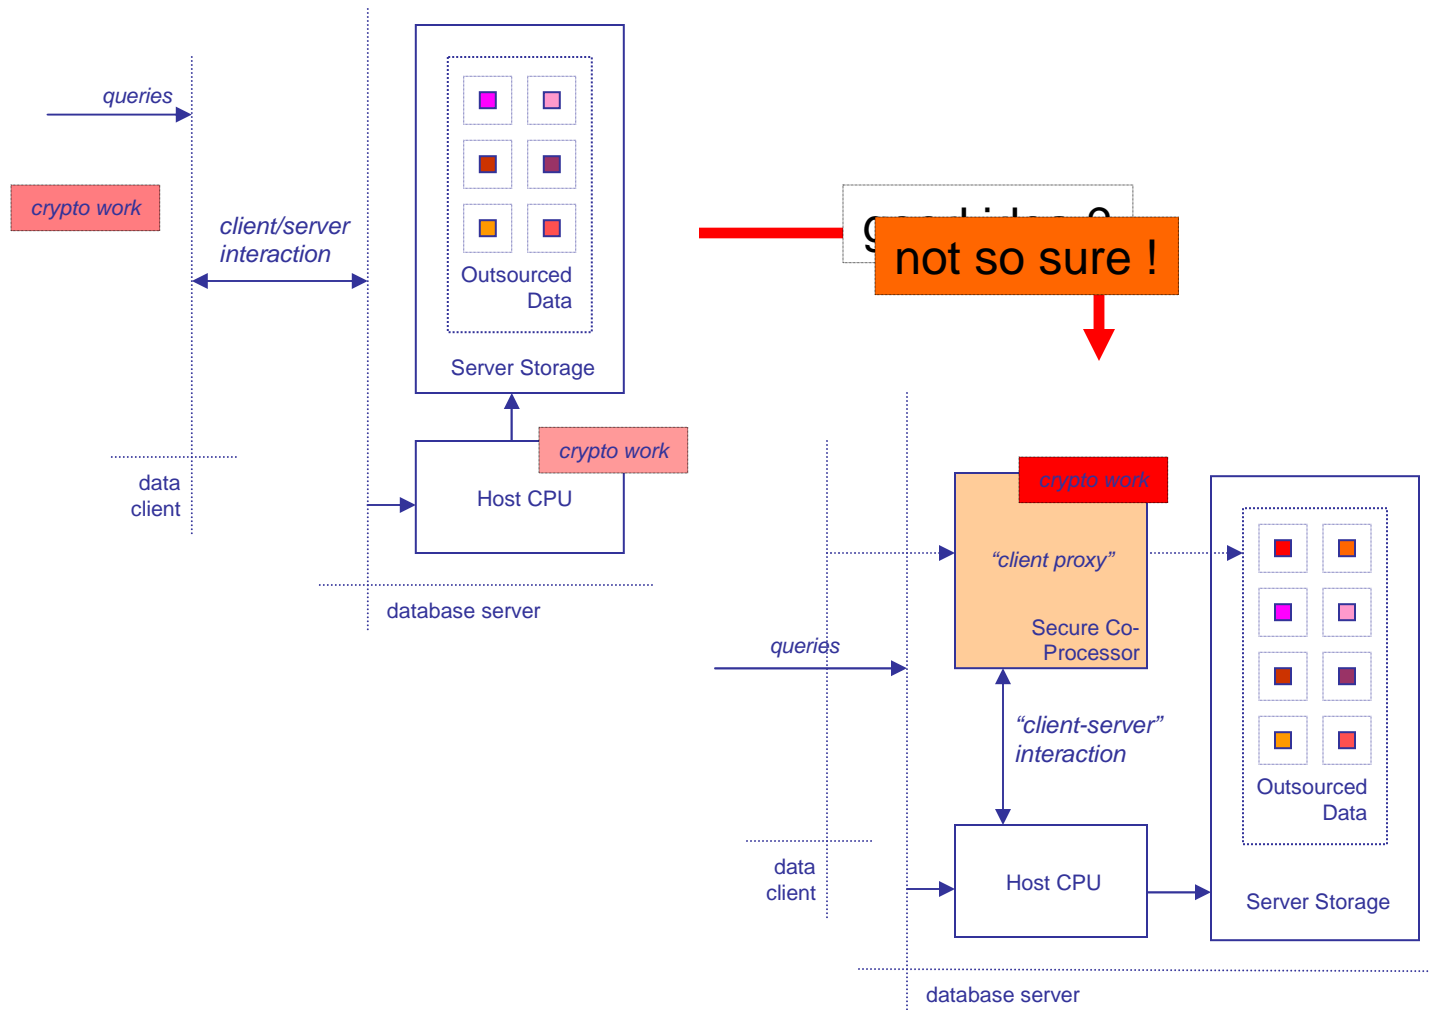 queries
crypto work
client/server
interaction
Outsourced
Data
Server Storage
crypto work
Host CPU
data
client
database server
not so sure !
crypto work
“client proxy”
Secure Co-
Processor
queries
“client-server”
interaction
Outsourced
Data
Host CPU
data
client
Server Storage
database server